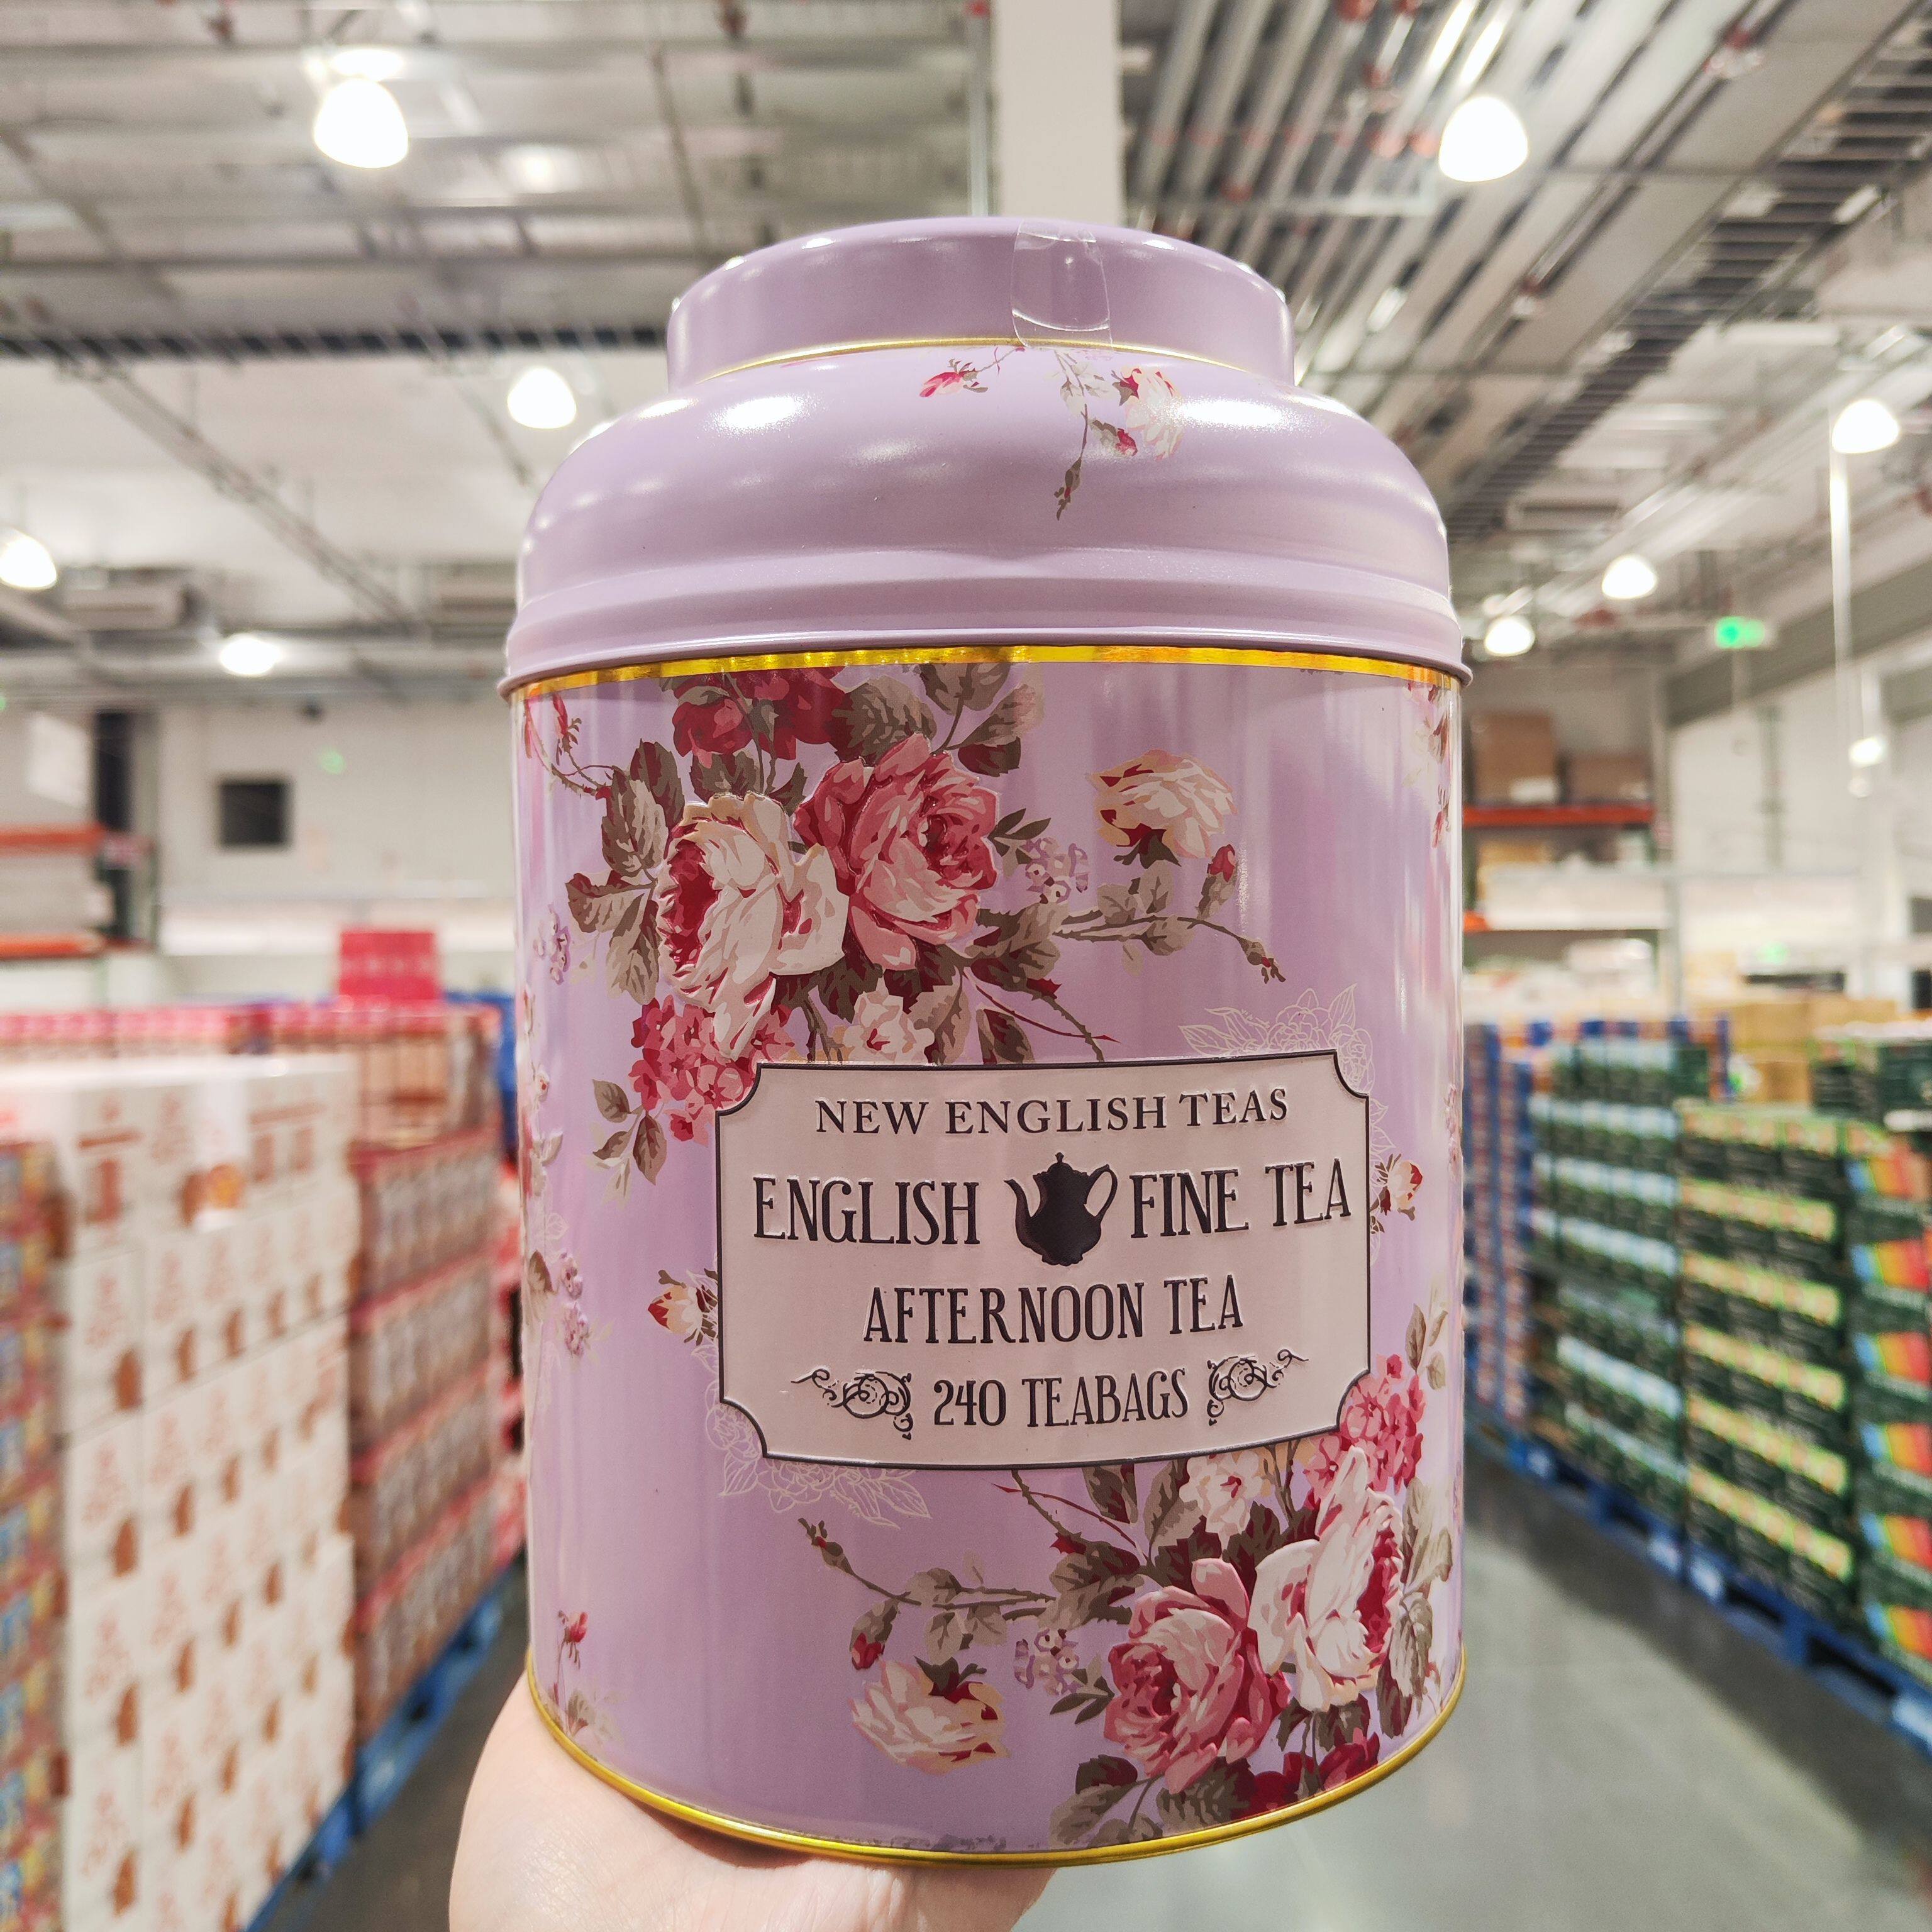 NEW ENGLISH TEAS
ENGLISH FINE TEA
AFTERNOON TEA
240 TEABAGS